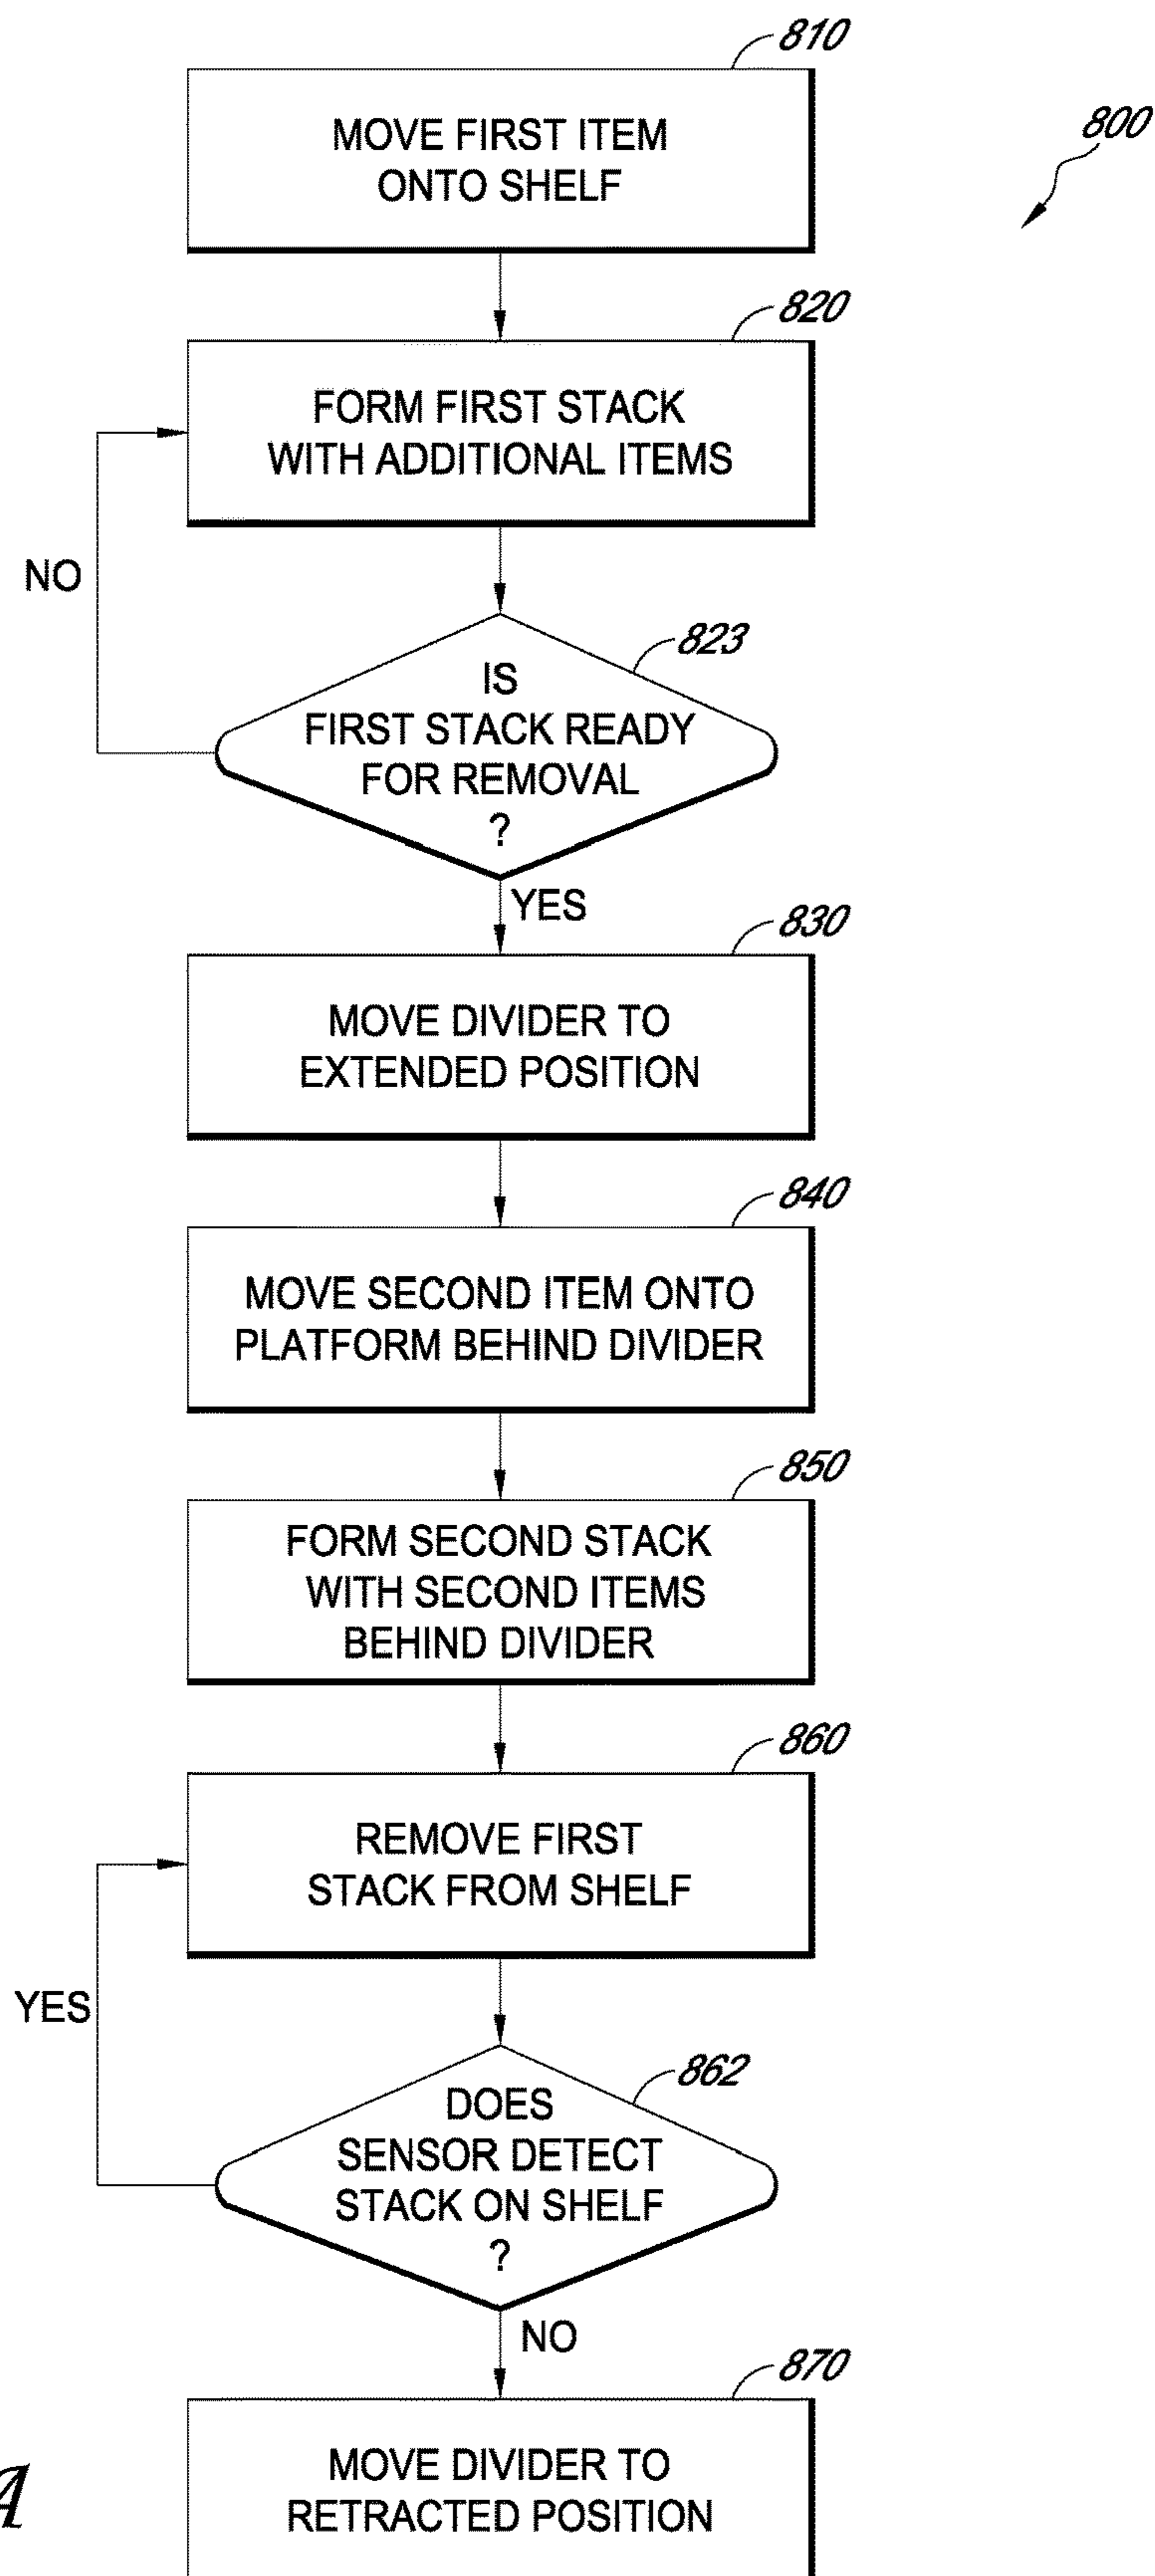 810
MOVE FIRST ITEM
ONTO SHELF
800
820
FORM FIRST STACK
WITH ADDITIONAL ITEMS
NO
823
IS
FIRST STACK READY
FOR REMOVAL
?
YES
830
MOVE DIVIDER TO
EXTENDED POSITION
840
MOVE SECOND ITEM ONTO
PLATFORM BEHIND DIVIDER
850
FORM SECOND STACK
WITH SECOND ITEMS
BEHIND DIVIDER
860
REMOVE FIRST
STACK FROM SHELF
YES
862
DOES
SENSOR DETECT
STACK ON SHELF
?
NO
870
MOVE DIVIDER TO
RETRACTED POSITION
A